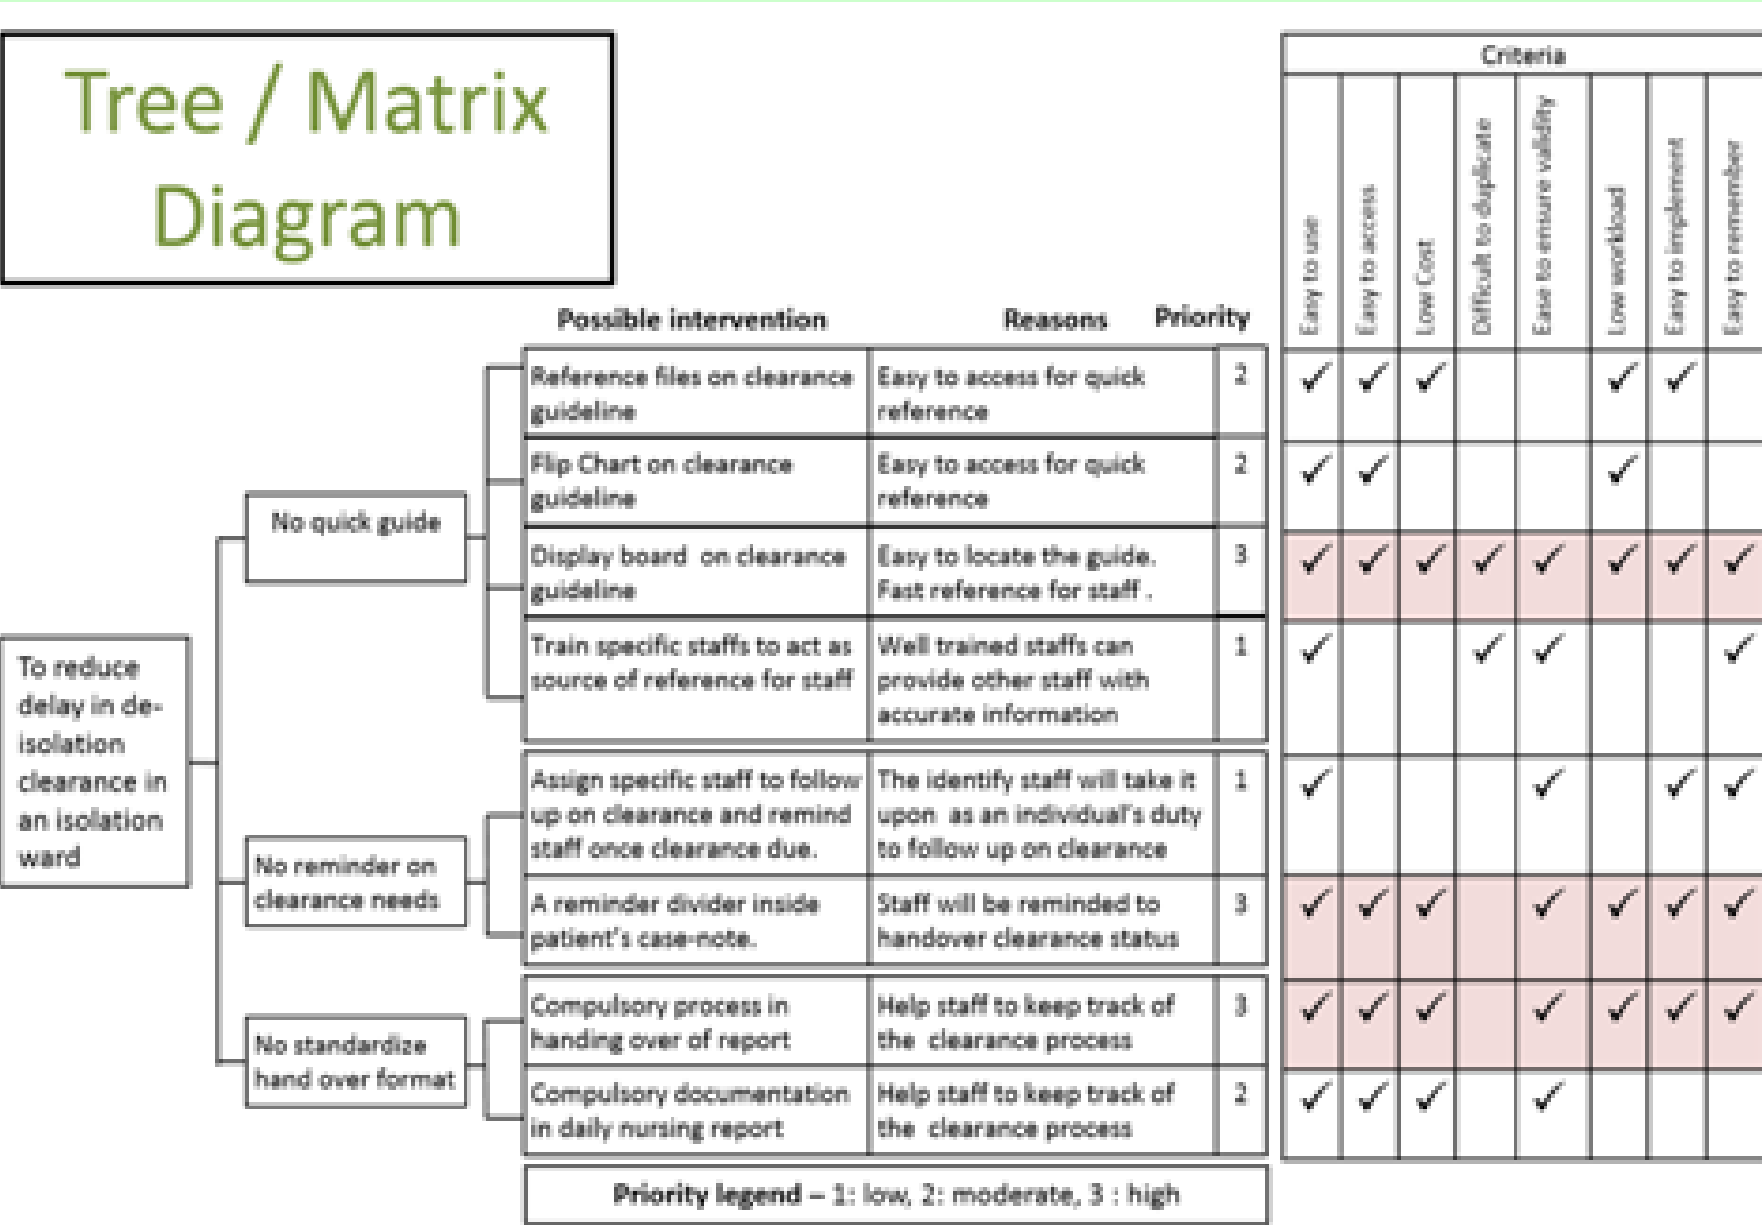 Tree / Matrix
Diagram
Criteria
Easy to use
Easy to access
Low Cost
Difficult to duplicate
Ease to ensure validity
Low workload
Easy to implement
Easy to remember
Possible intervention Reasons Priority
To reduce
delay in de-
isolation
clearance in
an isolation
ward
No quick guide
Reference files on clearance
guideline
Easy to access for quick
reference
2
✓ ✓ ✓ ✓ ✓
Flip Chart on clearance
guideline
Easy to access for quick
reference
2
✓ ✓ ✓
Display board on clearance
guideline
Easy to locate the guide.
Fast reference for staff .
3
✓ ✓ ✓ ✓ ✓ ✓ ✓ ✓
Train specific staffs to act as
source of reference for staff
Well trained staffs can
provide other staff with
accurate information
1
✓ ✓ ✓ ✓
No reminder on
clearance needs
Assign specific staff to follow
up on clearance and remind
staff once clearance due.
The identify staff will take it
upon as an individual's duty
to follow up on clearance
1
✓ ✓ ✓ ✓
A reminder divider inside
patient's case-note.
Staff will be reminded to
handover clearance status
3
✓ ✓ ✓ ✓ ✓ ✓ ✓
No standardize
hand over format
Compulsory process in
handing over of report
Help staff to keep track of
the clearance process
3
✓ ✓ ✓ ✓ ✓ ✓ ✓
Compulsory documentation
in daily nursing report
Help staff to keep track of
the clearance process
2
✓ ✓ ✓ ✓
Priority legend – 1: low, 2: moderate, 3 : high